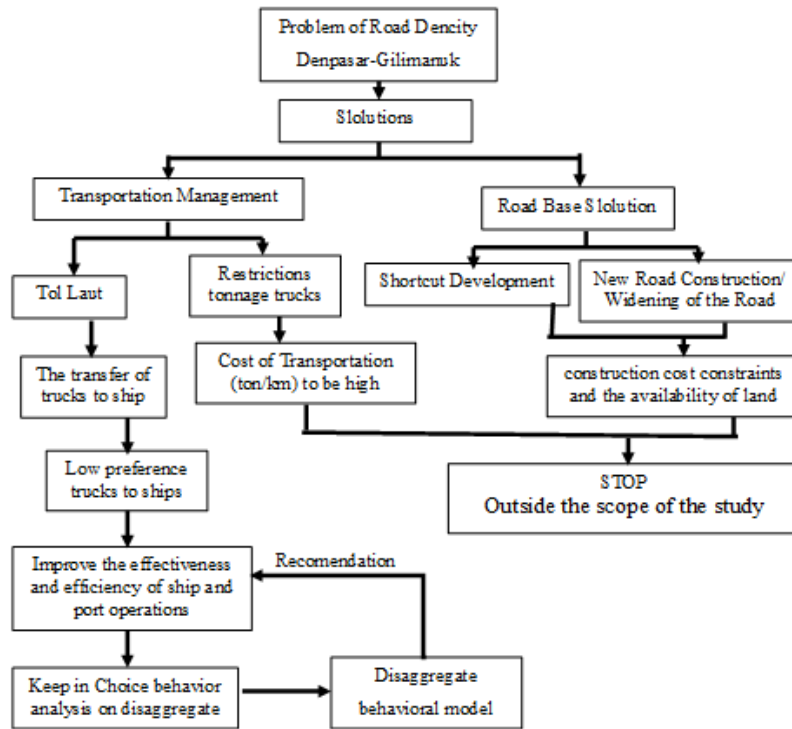 Problem of Road Dencity
Denpasar-Gilimanuk
Slolutions
Transportation Management
Road Base Slolution
Tol Laut
Restrictions
tonnage trucks
Shortcut Development
New Road Construction/
Widening of the Road
The transfer of
trucks to ship
Cost of Transportation
(ton/km) to be high
construction cost constraints
and the availability of land
Low preference
trucks to ships
STOP
Outside the scope of the study
Improve the effectiveness
and efficiency of ship and
port operations
Recomendation
Keep in Choice behavior
analysis on disaggregate
Disaggregate
behavioral model